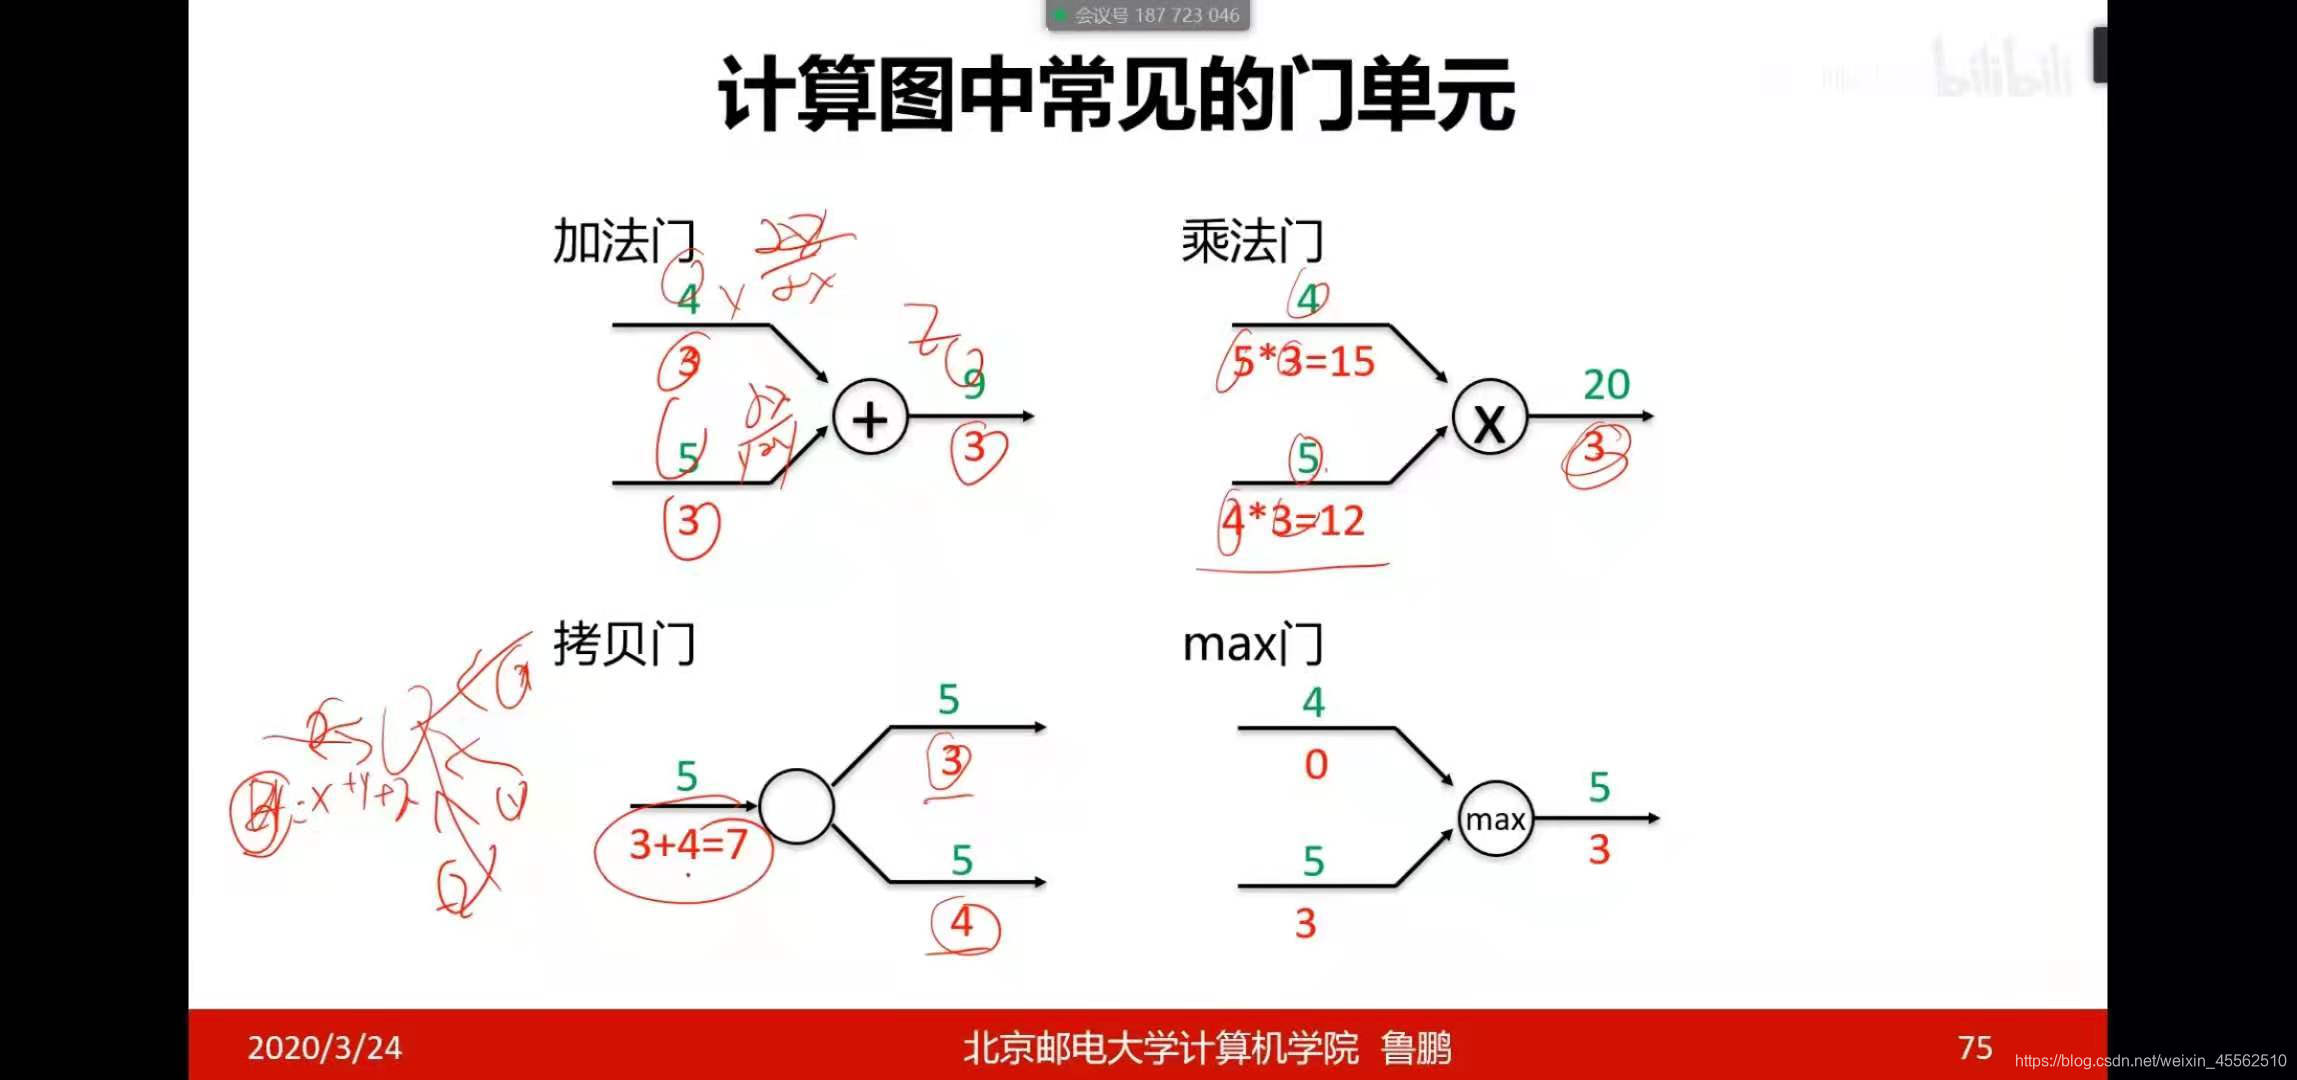 会议号 187 723 046
bilibili
计算图中常见的门单元
加法门
4
3
5
3
+
9
3
Z
乘法门
4
5*3=15
5
4*3=12
X
20
3
拷贝门
5
3+4=7
5
3
5
4
max门
4
0
5
3
max
5
3
2020/3/24
北京邮电大学计算机学院 鲁鹏
75
https://blog.csdn.net/weixin_45562510